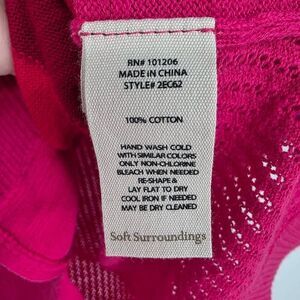 RN# 101206
MADE IN CHINA
STYLE# 2EC62
100% COTTON
HAND WASH COLD
WITH SIMILAR COLORS
ONLY NON-CHLORINE
BLEACH WHEN NEEDED
RE-SHAPE &
LAY FLAT TO DRY
COOL IRON IF NEEDED
MAY BE DRY CLEANED
Soft Surroundings